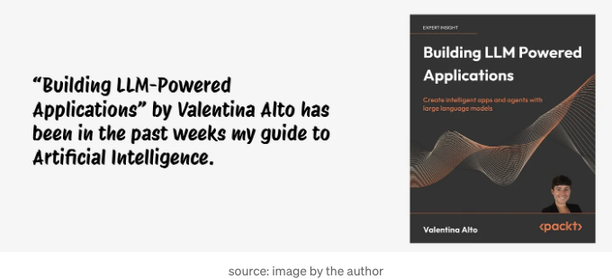 “Building LLM-Powered
Applications” by Valentina Alto has
been in the past weeks my guide to
Artificial Intelligence.
EXPERT INSIGHT
Building LLM Powered
Applications
Create intelligent apps and agents with
large language models
Valentina Alto
<packt>
source: image by the author